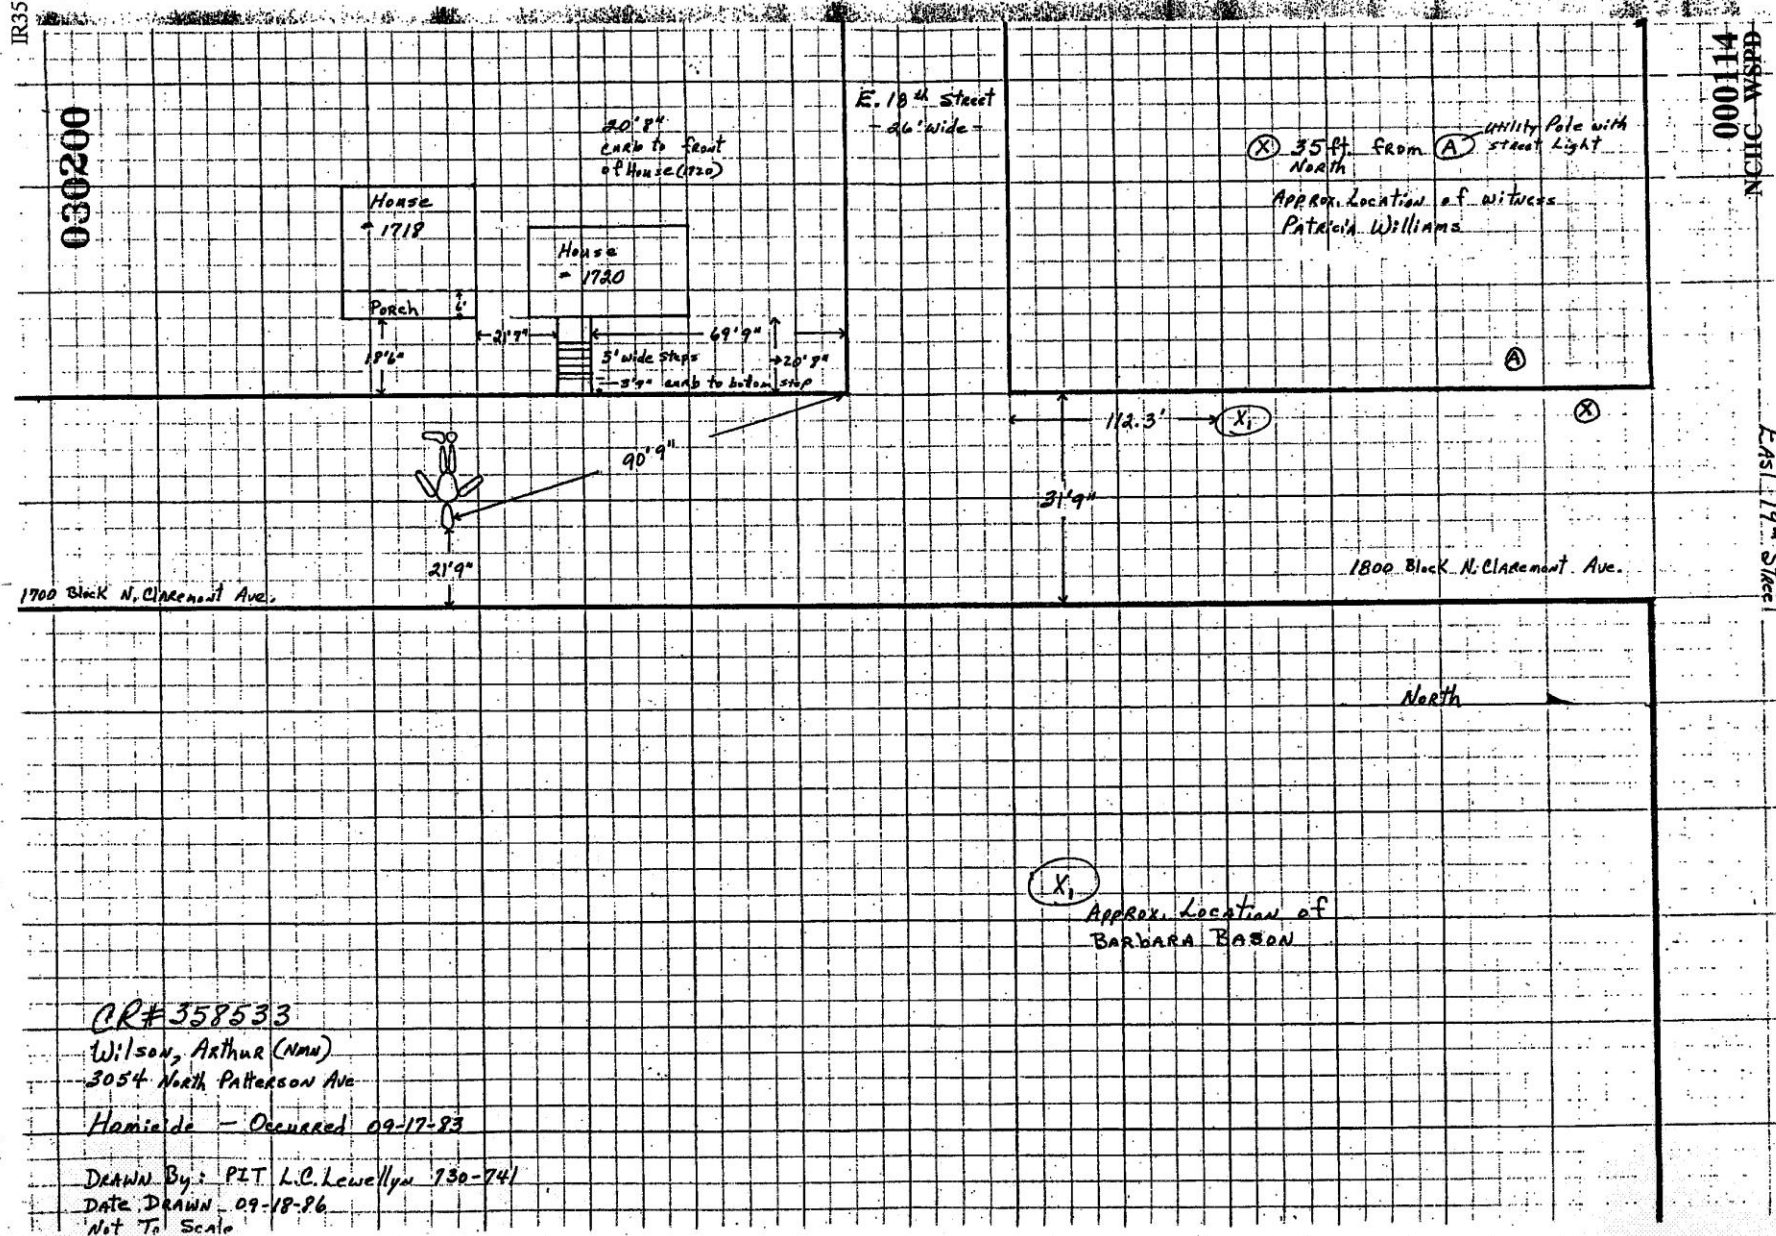 IR35
030200
000114
NCHC WSPD
E. 18th Street
- 26' wide -
20'8"
curb to front
of House (1720)
X 35 ft. from A utility Pole with
North street Light
Approx. Location of witness
Patricia Williams
House
- 1718
House
- 1720
Porch
6'
21'7"
69'9"
18'6"
5' wide steps
20'8"
3'9" curb to bottom step
A
112.3'
X1
X
90'9"
31'9"
21'9"
EAST 19th Street
1700 Block N. Claremont Ave.
1800 Block N. Claremont Ave.
North
X1
Approx. Location of
BARBARA BASON
CR# 358533
Wilson, Arthur (NMN)
3054 North Patterson Ave
Homicide - Occurred 09-17-83
Drawn By: PIT L.C. Lewellyn 730-741
Date Drawn 09-18-86
Not To Scale